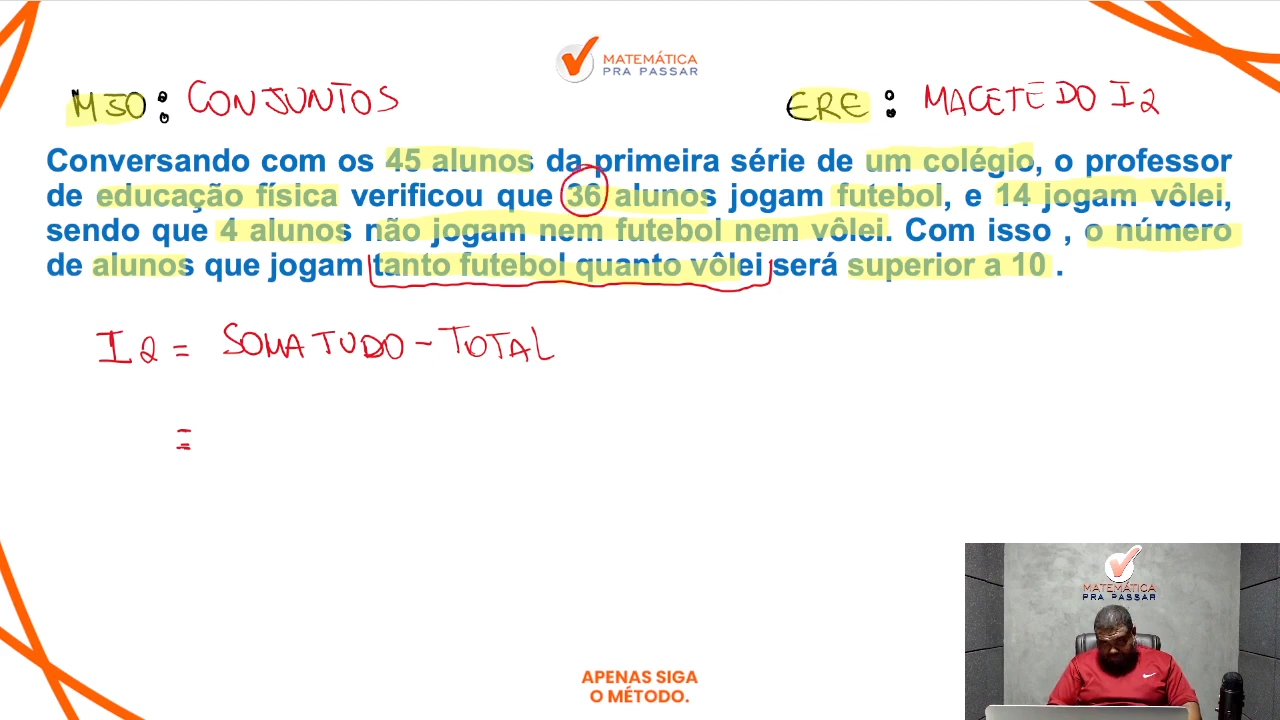 MATEMÁTICA
PRA PASSAR
MJO: CONJUNTOS
ERE: MACETE DO I2
Conversando com os 45 alunos da primeira série de um colégio, o professor
de educação física verificou que 36 alunos jogam futebol, e 14 jogam vôlei,
sendo que 4 alunos não jogam nem futebol nem vôlei. Com isso , o número
de alunos que jogam tanto futebol quanto vôlei será superior a 10 .
I2 = SOMA TUDO - TOTAL
=
MATEMÁTICA
PRA PASSAR
APENAS SIGA
O MÉTODO.